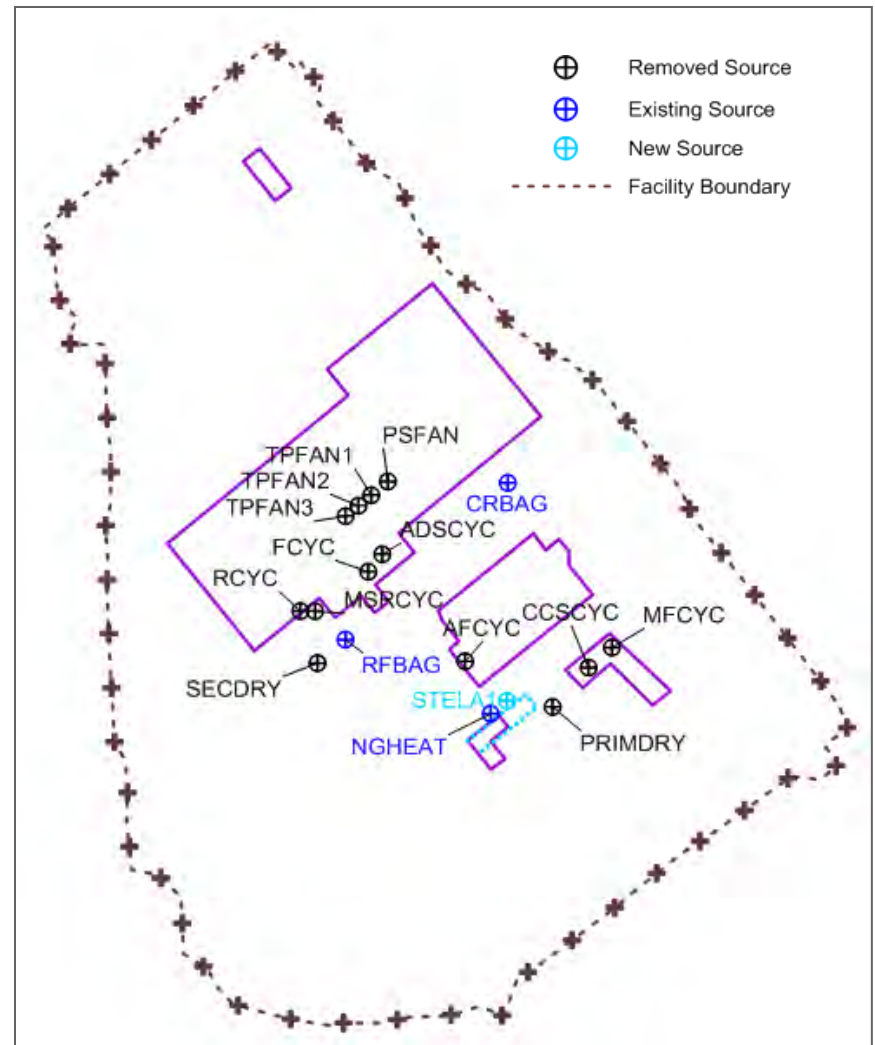 Removed Source
Existing Source
New Source
Facility Boundary
PSFAN
TPFAN1
TPFAN2
TPFAN3
CRBAG
ADSCYC
FCYC
RCYC
MSRCYC
AFCYC
CCSCYC
MFCYC
RFBAG
SECDRY
STELA1
NGHEAT
PRIMDRY